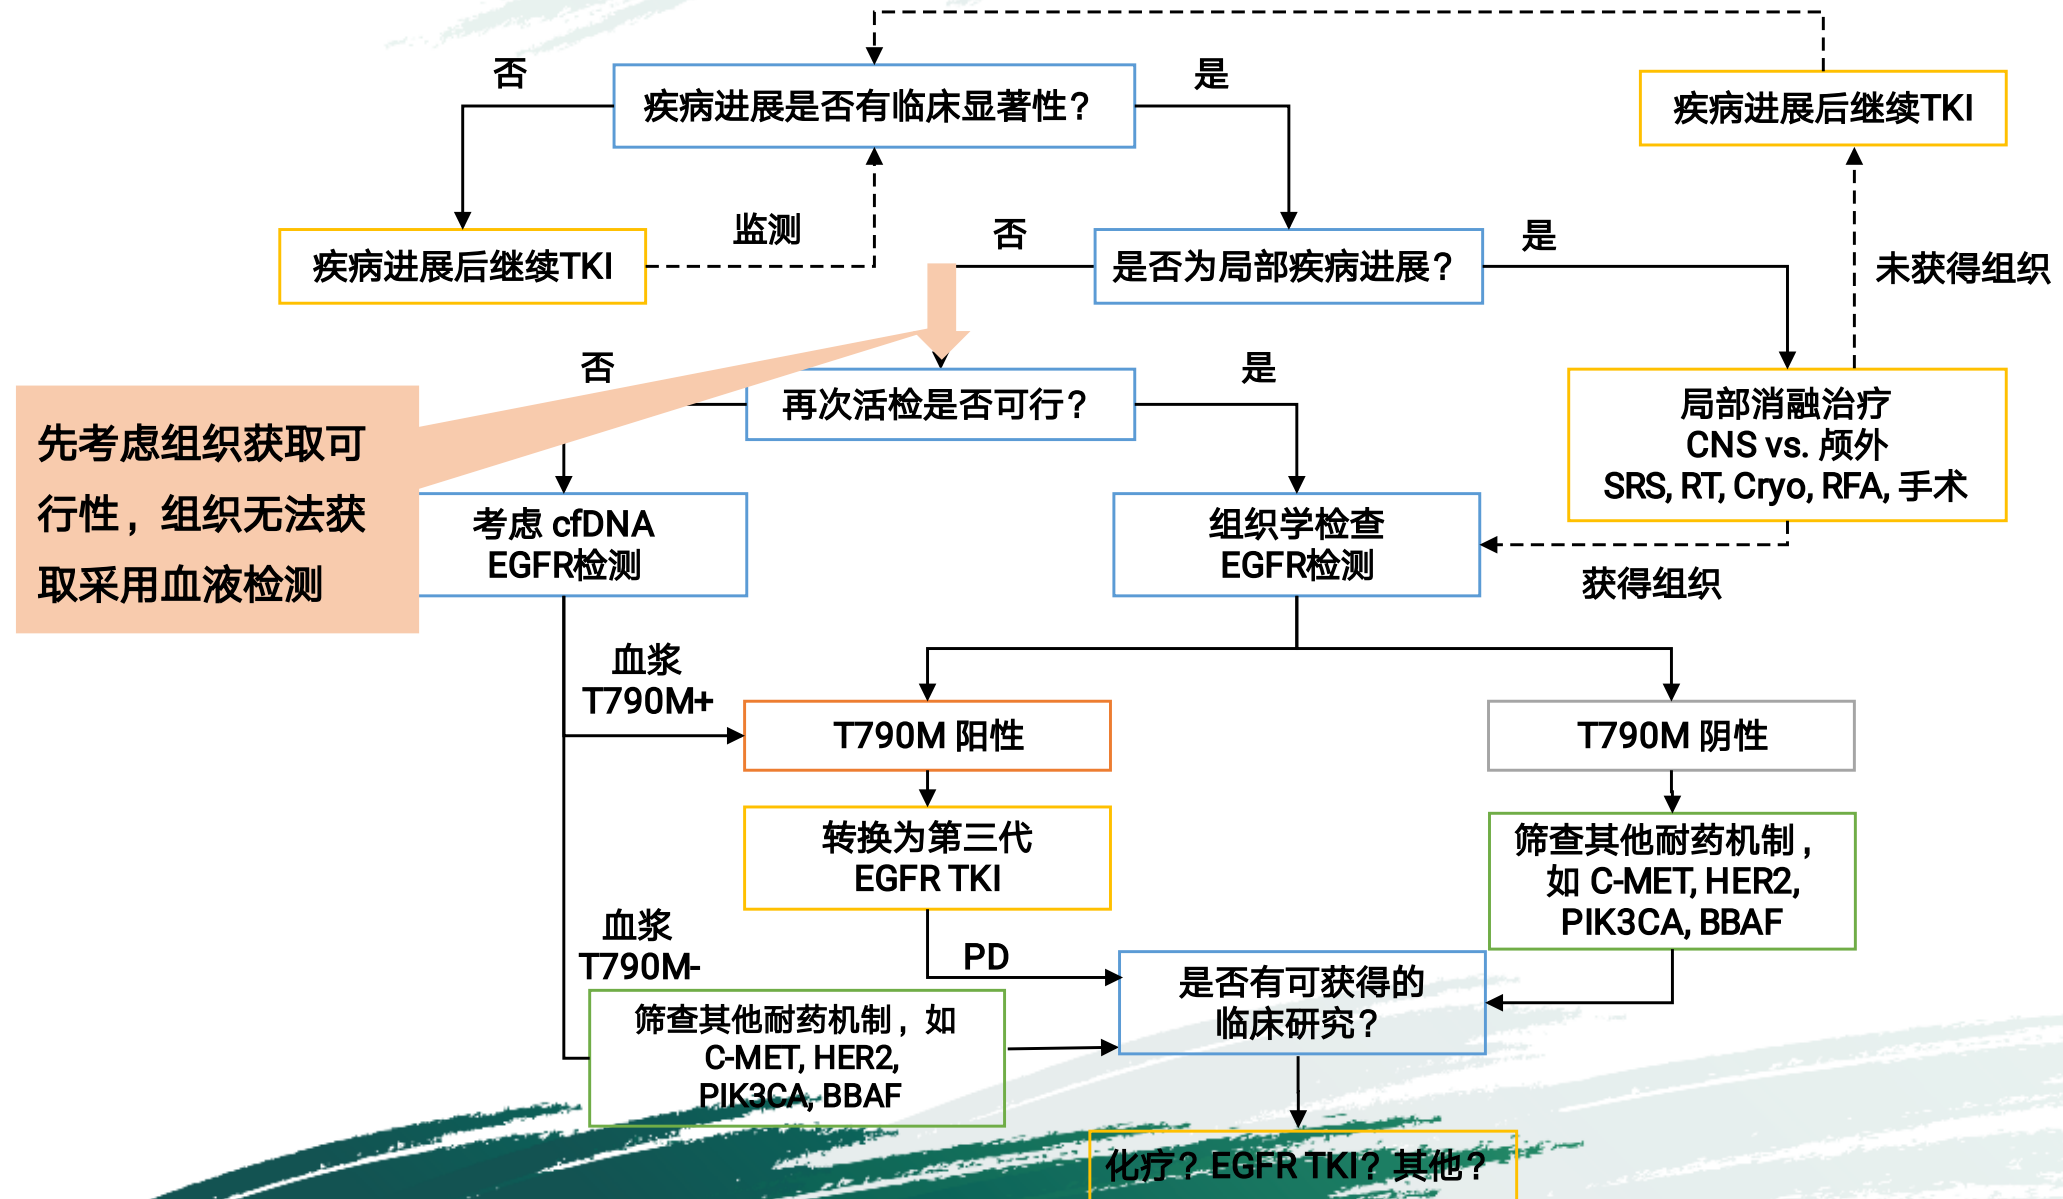 否
疾病进展是否有临床显著性？
是
疾病进展后继续TKI
疾病进展后继续TKI
监测
否
是否为局部疾病进展？
是
未获得组织
否
再次活检是否可行？
是
局部消融治疗
CNS vs. 颅外
SRS, RT, Cryo, RFA, 手术
先考虑组织获取可
行性，组织无法获
取采用血液检测
考虑 cfDNA
EGFR检测
组织学检查
EGFR检测
获得组织
血浆
T790M+
T790M 阳性
T790M 阴性
转换为第三代
EGFR TKI
筛查其他耐药机制，
如 C-MET, HER2,
PIK3CA, BBAF
血浆
T790M-
PD
是否有可获得的
临床研究？
筛查其他耐药机制，如
C-MET, HER2,
PIK3CA, BBAF
化疗？EGFR TKI？其他？